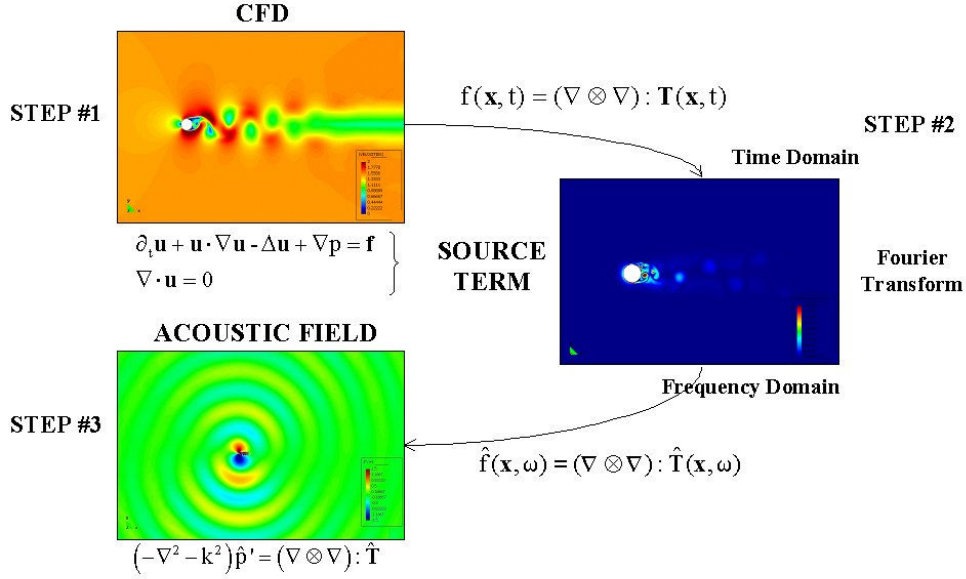 CFD
STEP #1
f(x, t) = (∇ ⊗ ∇) : T(x, t)
STEP #2
Time Domain
∂ₜu + u · ∇u - Δu + ∇p = f
∇ · u = 0
SOURCE
TERM
Fourier
Transform
ACOUSTIC FIELD
Frequency Domain
STEP #3
f̂(x, ω) = (∇ ⊗ ∇) : T̂(x, ω)
(-∇² - k²)p̂' = (∇ ⊗ ∇) : T̂